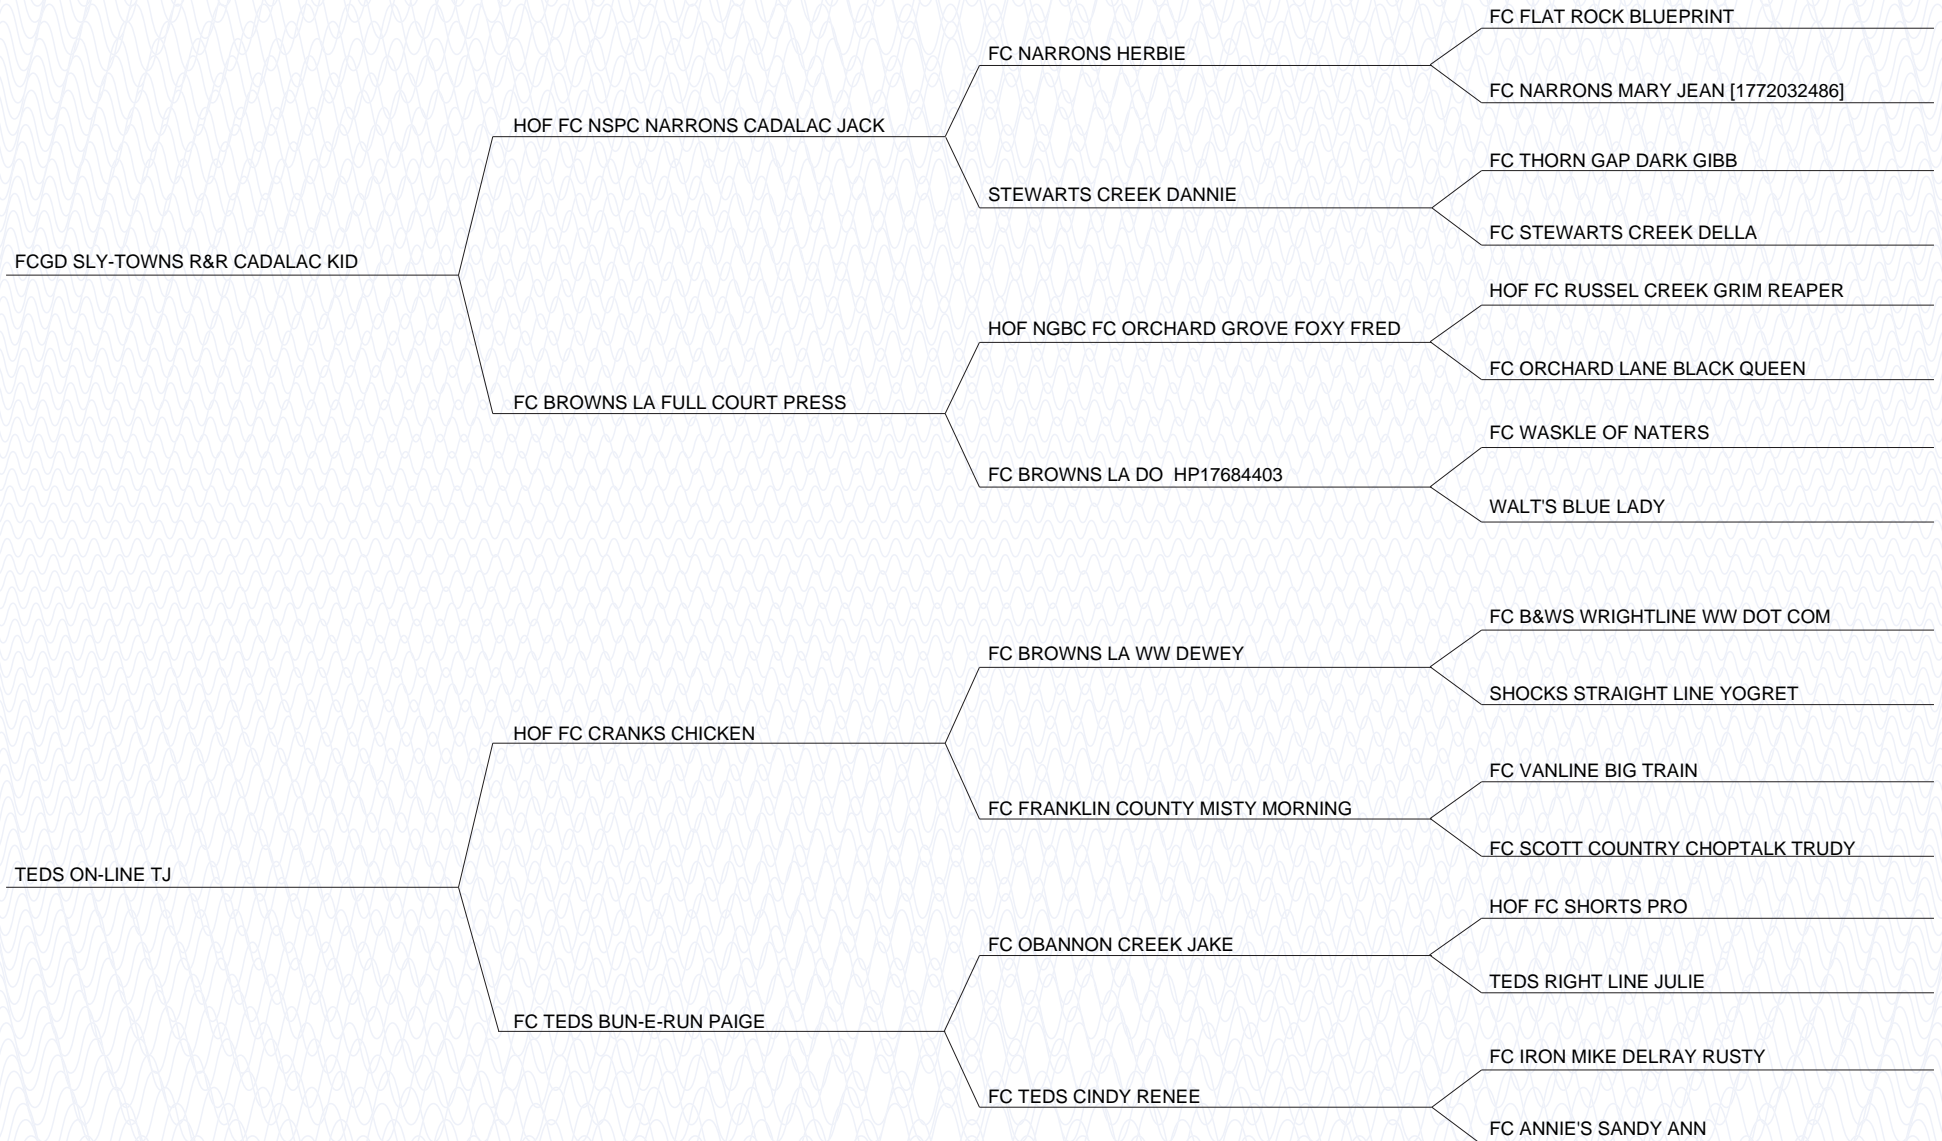 FC FLAT ROCK BLUEPRINT
FC NARRONS HERBIE
FC NARRONS MARY JEAN [1772032486]
HOF FC NSPC NARRONS CADALAC JACK
FC THORN GAP DARK GIBB
STEWARTS CREEK DANNIE
FC STEWARTS CREEK DELLA
FCGD SLY-TOWNS R&R CADALAC KID
HOF FC RUSSEL CREEK GRIM REAPER
HOF NGBC FC ORCHARD GROVE FOXY FRED
FC ORCHARD LANE BLACK QUEEN
FC BROWNS LA FULL COURT PRESS
FC WASKLE OF NATERS
FC BROWNS LA DO  HP17684403
WALT'S BLUE LADY
FC B&WS WRIGHTLINE WW DOT COM
FC BROWNS LA WW DEWEY
SHOCKS STRAIGHT LINE YOGRET
HOF FC CRANKS CHICKEN
FC VANLINE BIG TRAIN
FC FRANKLIN COUNTY MISTY MORNING
FC SCOTT COUNTRY CHOPTALK TRUDY
TEDS ON-LINE TJ
HOF FC SHORTS PRO
FC OBANNON CREEK JAKE
TEDS RIGHT LINE JULIE
FC TEDS BUN-E-RUN PAIGE
FC IRON MIKE DELRAY RUSTY
FC TEDS CINDY RENEE
FC ANNIE'S SANDY ANN